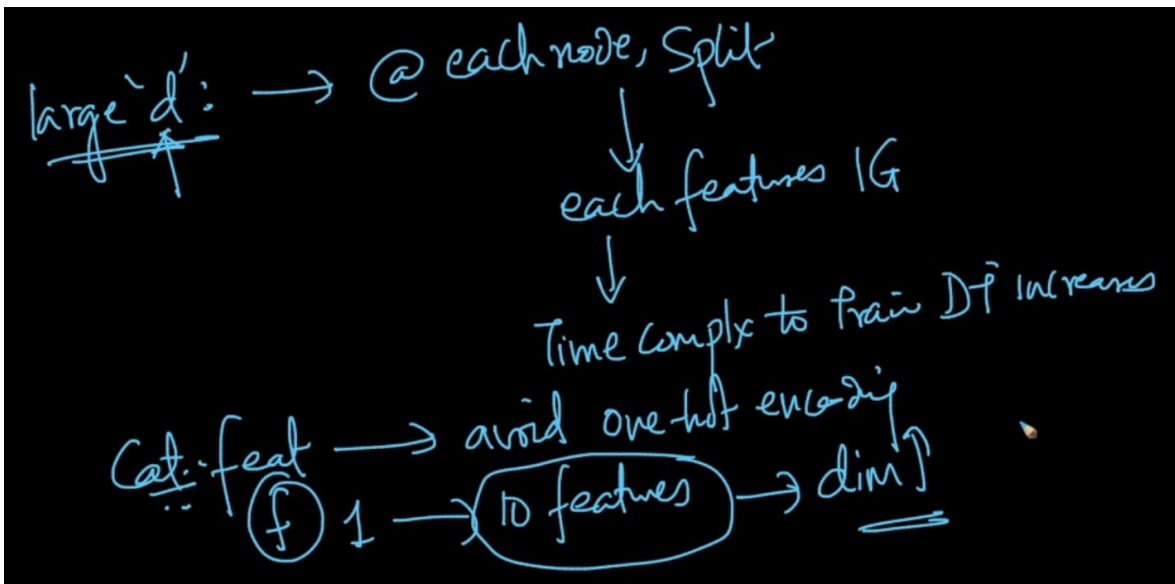 large 'd': → @ each node, Split
↓
each features IG
↓
Time complx to Train DT increases
Cat. feat → avoid one-hot encoding
f 1 → 10 features → dim↑